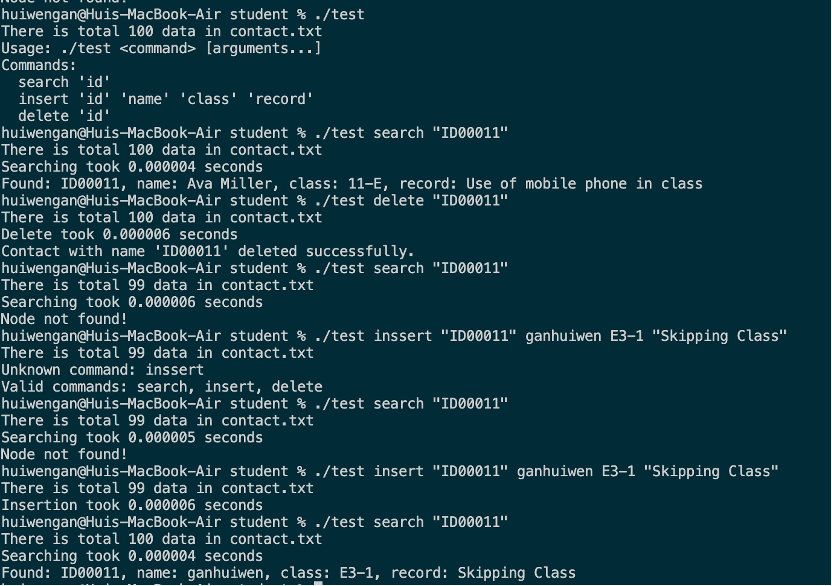 Node not found!
huiwengan@Huis-MacBook-Air student % ./test
There is total 100 data in contact.txt
Usage: ./test <command> [arguments...]
Commands:
  search 'id'
  insert 'id' 'name' 'class' 'record'
  delete 'id'
huiwengan@Huis-MacBook-Air student % ./test search "ID00011"
There is total 100 data in contact.txt
Searching took 0.000004 seconds
Found: ID00011, name: Ava Miller, class: 11-E, record: Use of mobile phone in class
huiwengan@Huis-MacBook-Air student % ./test delete "ID00011"
There is total 100 data in contact.txt
Delete took 0.000006 seconds
Contact with name 'ID00011' deleted successfully.
huiwengan@Huis-MacBook-Air student % ./test search "ID00011"
There is total 99 data in contact.txt
Searching took 0.000006 seconds
Node not found!
huiwengan@Huis-MacBook-Air student % ./test inssert "ID00011" ganhuiwen E3-1 "Skipping Class"
There is total 99 data in contact.txt
Unknown command: inssert
Valid commands: search, insert, delete
huiwengan@Huis-MacBook-Air student % ./test search "ID00011"
There is total 99 data in contact.txt
Searching took 0.000005 seconds
Node not found!
huiwengan@Huis-MacBook-Air student % ./test insert "ID00011" ganhuiwen E3-1 "Skipping Class"
There is total 99 data in contact.txt
Insertion took 0.000006 seconds
huiwengan@Huis-MacBook-Air student % ./test search "ID00011"
There is total 100 data in contact.txt
Searching took 0.000004 seconds
Found: ID00011, name: ganhuiwen, class: E3-1, record: Skipping Class